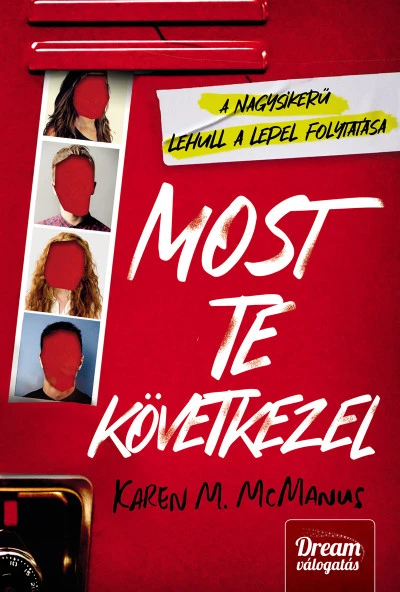 A NAGYSIKERŰ
LEHULL A LEPEL FOLYTATÁSA
MOST
TE
KÖVETKEZEL
KAREN M. McMANUS
Dream
válogatás